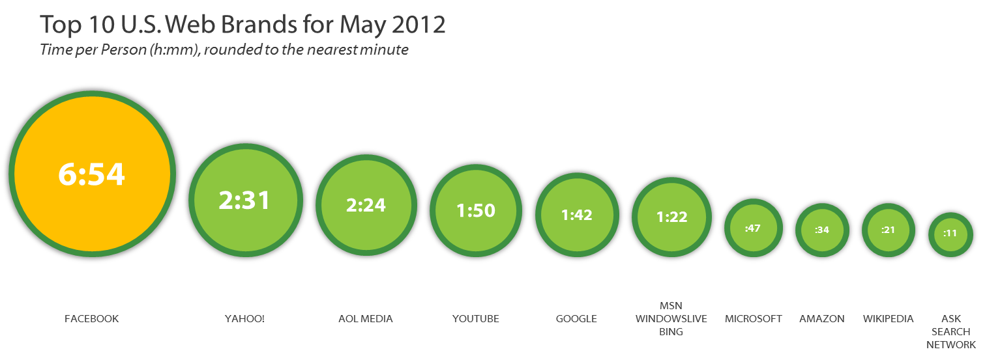 Top 10 U.S. Web Brands for May 2012
Time per Person (h:mm), rounded to the nearest minute
6:54
2:31
2:24
1:50
1:42
1:22
:47
:34
:21
:11
FACEBOOK
YAHOO!
AOL MEDIA
YOUTUBE
GOOGLE
MSN
WINDOWSLIVE
BING
MICROSOFT
AMAZON
WIKIPEDIA
ASK
SEARCH
NETWORK